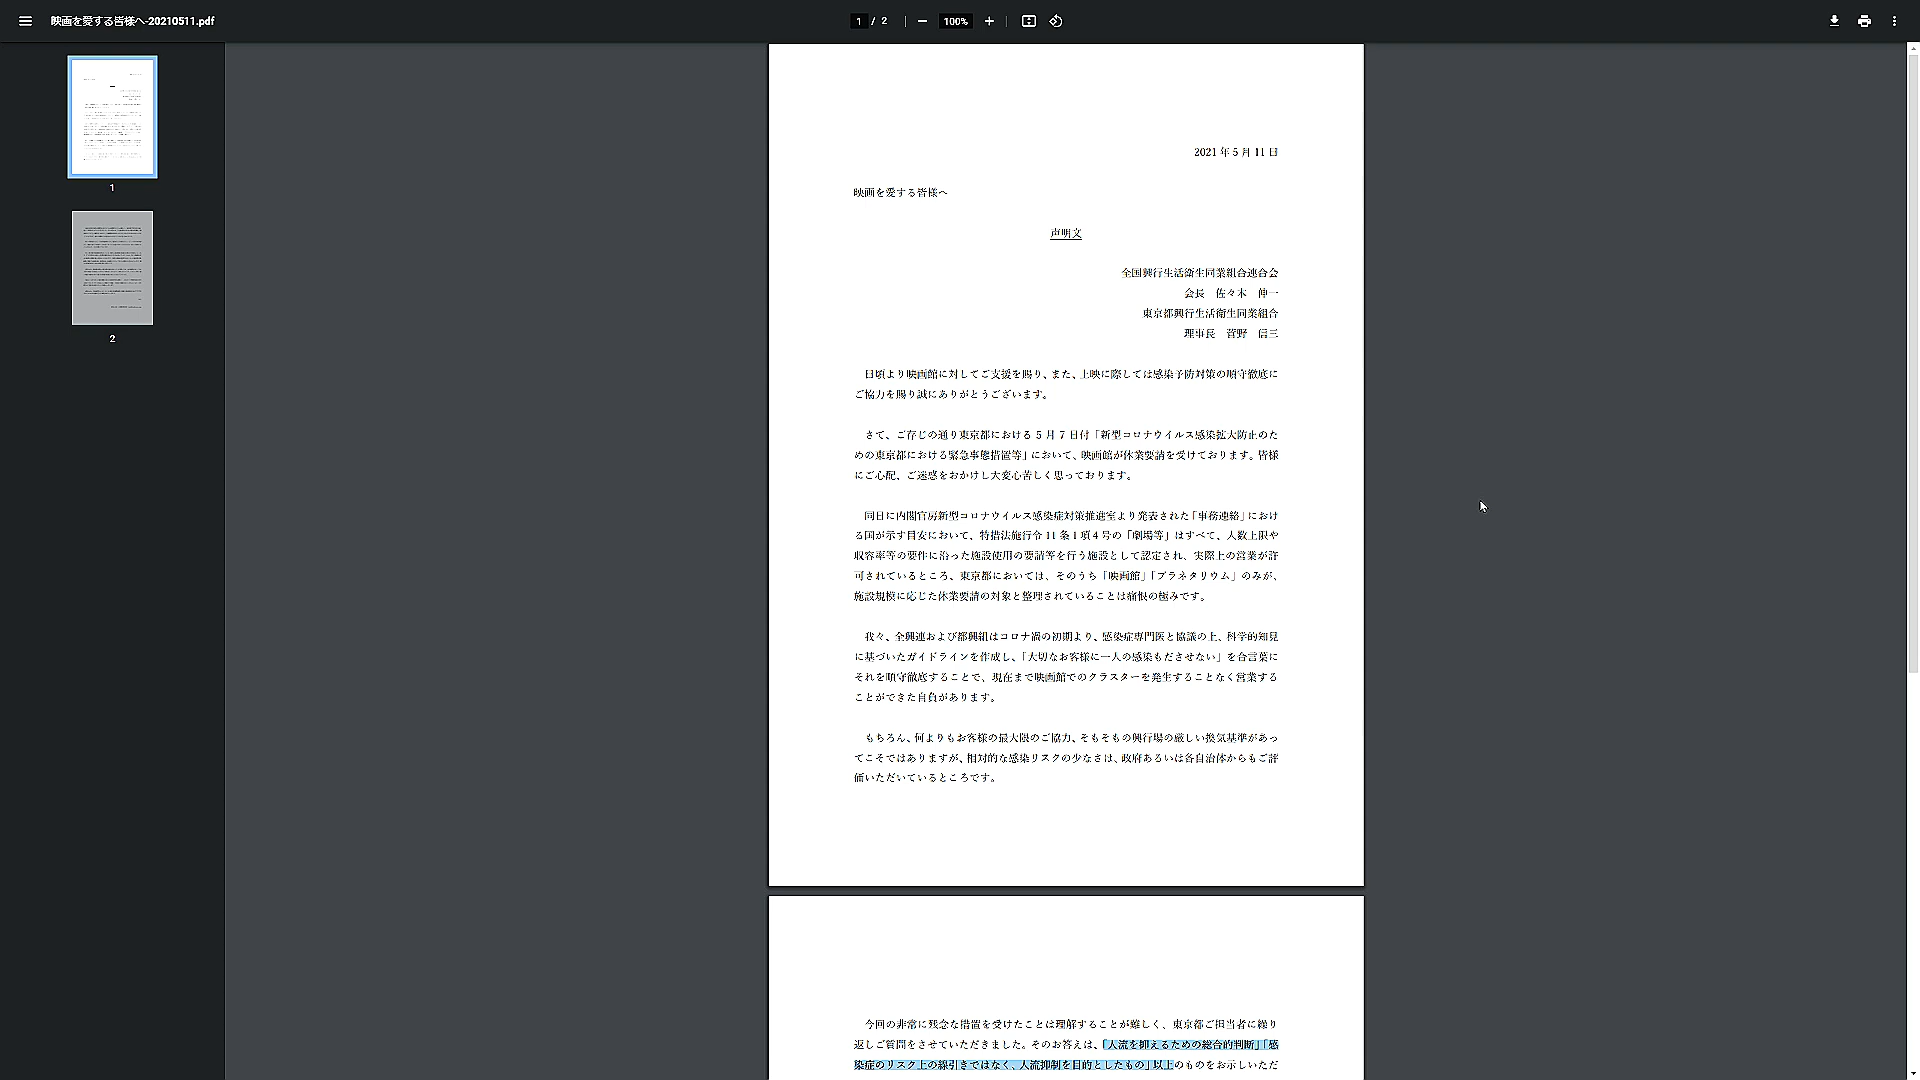 映画を愛する皆様へ-20210511.pdf
1 / 2
100%
1
2
2021 年 5 月 11 日
映画を愛する皆様へ
声明文
全国興行生活衛生同業組合連合会
会長　佐々木　伸一
東京都興行生活衛生同業組合
理事長　菅野　信三
日頃より映画館に対してご支援を賜り、また、上映に際しては感染予防対策の順守徹底に
ご協力を賜り誠にありがとうございます。
さて、ご存じの通り東京都における 5 月 7 日付「新型コロナウイルス感染拡大防止のた
めの東京都における緊急事態措置等」において、映画館が休業要請を受けております。皆様
にご心配、ご迷惑をおかけし大変心苦しく思っております。
同日に内閣官房新型コロナウイルス感染症対策推進室より発表された「事務連絡」におけ
る国が示す目安において、特措法施行令 11 条 1 項 4 号の「劇場等」はすべて、人数上限や
収容率等の要件に沿った施設使用の要請等を行う施設として認定され、実際上の営業が許
可されているところ、東京都においては、そのうち「映画館」「プラネタリウム」のみが、
施設規模に応じた休業要請の対象と整理されていることは痛恨の極みです。
我々、全興連および都興組はコロナ禍の初期より、感染症専門医と協議の上、科学的知見
に基づいたガイドラインを作成し、「大切なお客様に一人の感染もださせない」を合言葉に
それを順守徹底することで、現在まで映画館でのクラスターを発生することなく営業する
ことができた自負があります。
もちろん、何よりもお客様の最大限のご協力、そもそもの興行場の厳しい換気基準があっ
てこそではありますが、相対的な感染リスクの少なさは、政府あるいは各自治体からもご評
価いただいているところです。
今回の非常に残念な措置を受けたことは理解することが難しく、東京都ご担当者に繰り
返しご質問をさせていただきました。そのお答えは、「人流を抑えるための総合的判断」「感
染症のリスク上の線引きではなく、人流抑制を目的としたもの」以上のものをお示しいただ